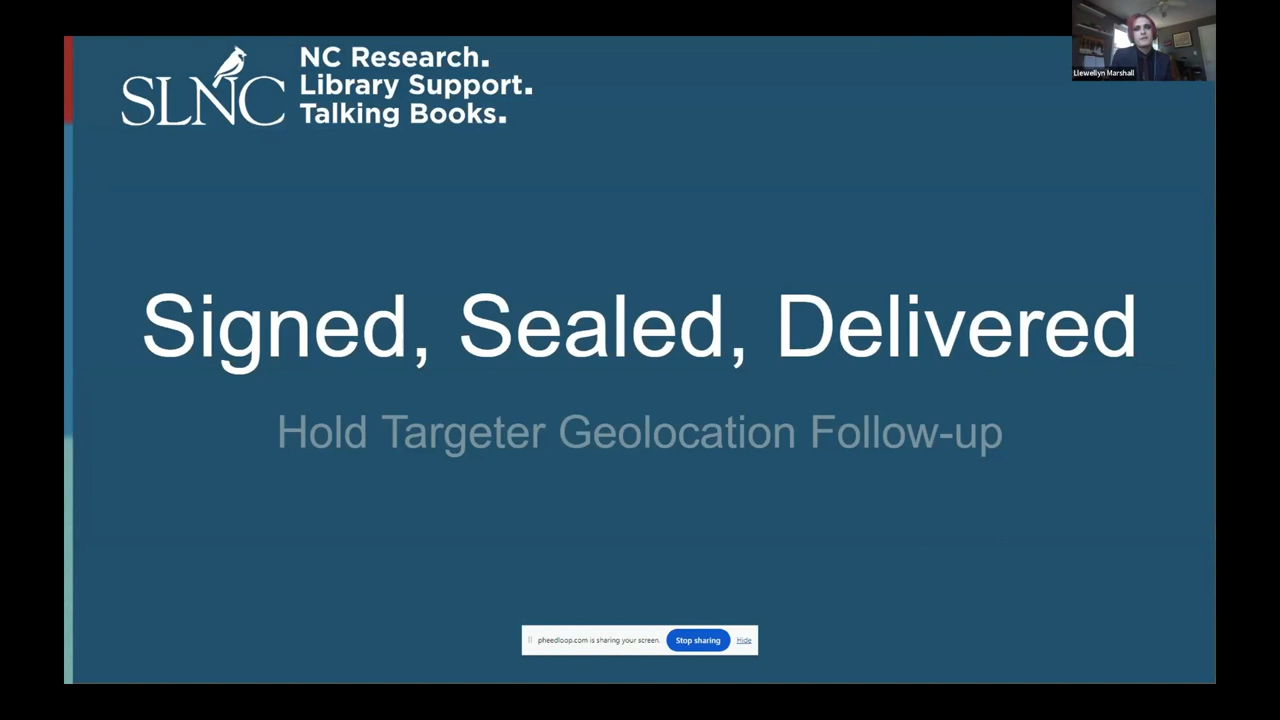 SLNC
NC Research.
Library Support.
Talking Books.
Llewellyn Marshall
Signed, Sealed, Delivered
Hold Targeter Geolocation Follow-up
pheedloop.com is sharing your screen. Stop sharing Hide